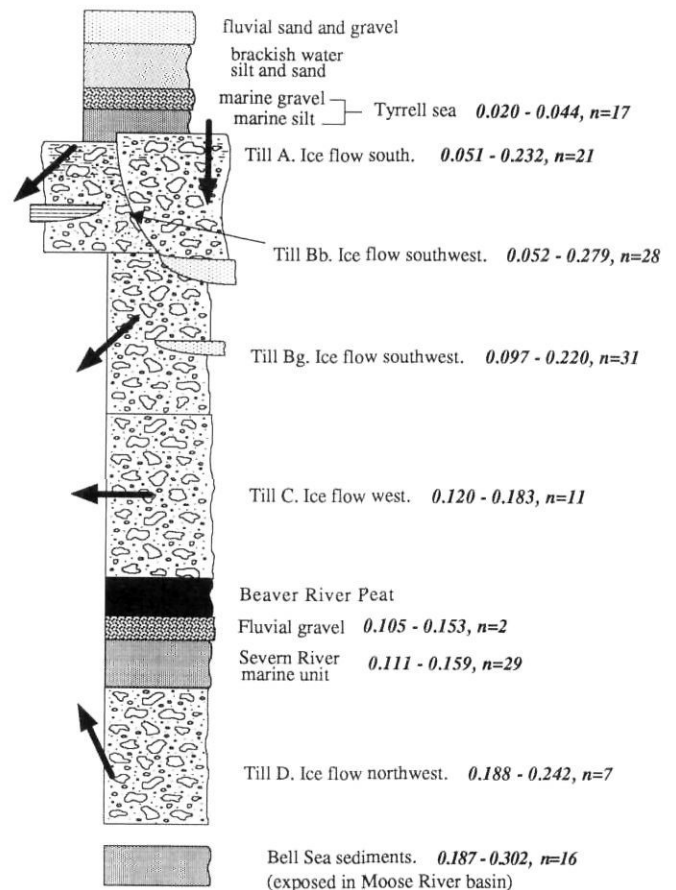 fluvial sand and gravel
brackish water
silt and sand
marine gravel
marine silt
Tyrrell sea 0.020 - 0.044, n=17
Till A. Ice flow south. 0.051 - 0.232, n=21
Till Bb. Ice flow southwest. 0.052 - 0.279, n=28
Till Bg. Ice flow southwest. 0.097 - 0.220, n=31
Till C. Ice flow west. 0.120 - 0.183, n=11
Beaver River Peat
Fluvial gravel 0.105 - 0.153, n=2
Severn River
marine unit 0.111 - 0.159, n=29
Till D. Ice flow northwest. 0.188 - 0.242, n=7
Bell Sea sediments. 0.187 - 0.302, n=16
(exposed in Moose River basin)